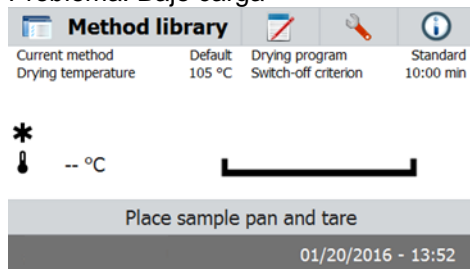 Problema: Bajo carga
Method library
Current method Default Drying program Standard
Drying temperature 105 °C Switch-off criterion 10:00 min
-- °C
Place sample pan and tare
01/20/2016 - 13:52